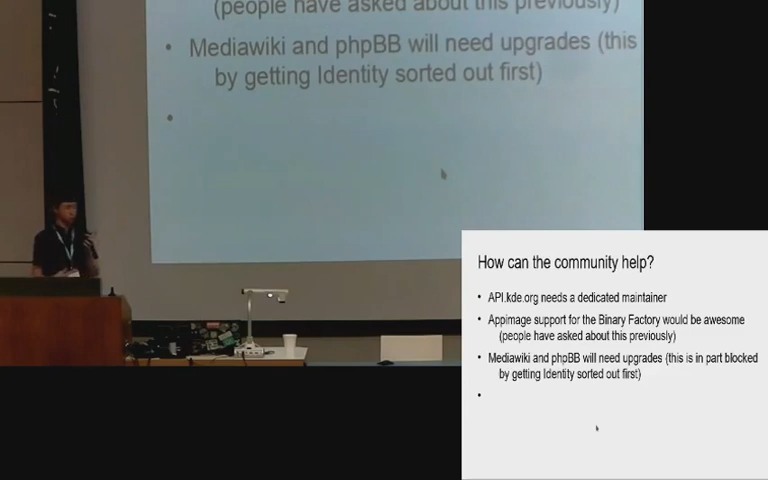 (people have asked about this previously)
• Mediawiki and phpBB will need upgrades (this
by getting Identity sorted out first)
•
How can the community help?
• API.kde.org needs a dedicated maintainer
• Appimage support for the Binary Factory would be awesome
(people have asked about this previously)
• Mediawiki and phpBB will need upgrades (this is in part blocked
by getting Identity sorted out first)
•